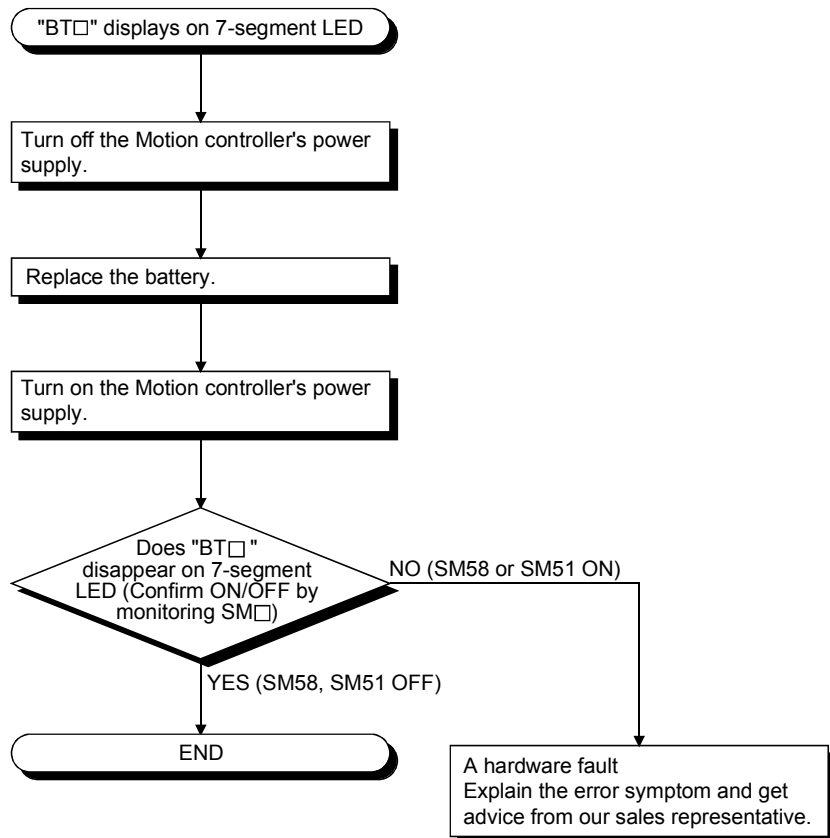 "BT□" displays on 7-segment LED
Turn off the Motion controller's power
supply.
Replace the battery.
Turn on the Motion controller's power
supply.
Does "BT□ "
disappear on 7-segment
LED (Confirm ON/OFF by
monitoring SM□)
NO (SM58 or SM51 ON)
YES (SM58, SM51 OFF)
END
A hardware fault
Explain the error symptom and get
advice from our sales representative.